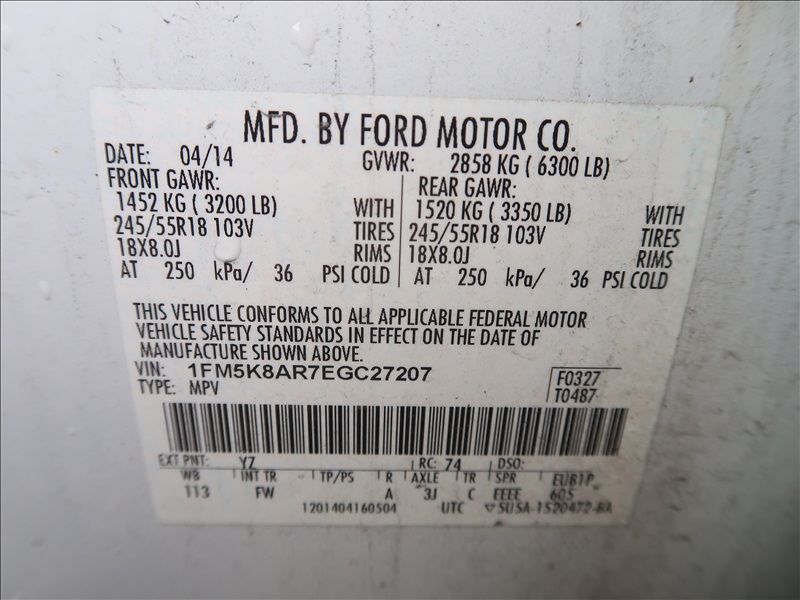 MFD. BY FORD MOTOR CO.
DATE: 04/14 GVWR: 2858 KG ( 6300 LB)
FRONT GAWR: REAR GAWR:
1452 KG ( 3200 LB) WITH 1520 KG ( 3350 LB) WITH
245/55R18 103V TIRES 245/55R18 103V TIRES
18X8.0J RIMS 18X8.0J RIMS
AT 250 kPa/ 36 PSI COLD AT 250 kPa/ 36 PSI COLD
THIS VEHICLE CONFORMS TO ALL APPLICABLE FEDERAL MOTOR
VEHICLE SAFETY STANDARDS IN EFFECT ON THE DATE OF
MANUFACTURE SHOWN ABOVE.
VIN: 1FM5K8AR7EGC27207 F0327
TYPE: MPV T0487
EXT PNT: YZ RC: 74 DSO:
WB INT TR TP/PS R AXLE TR SPR
113 FW A 3J C EEEE 605
1201404160504 UTC